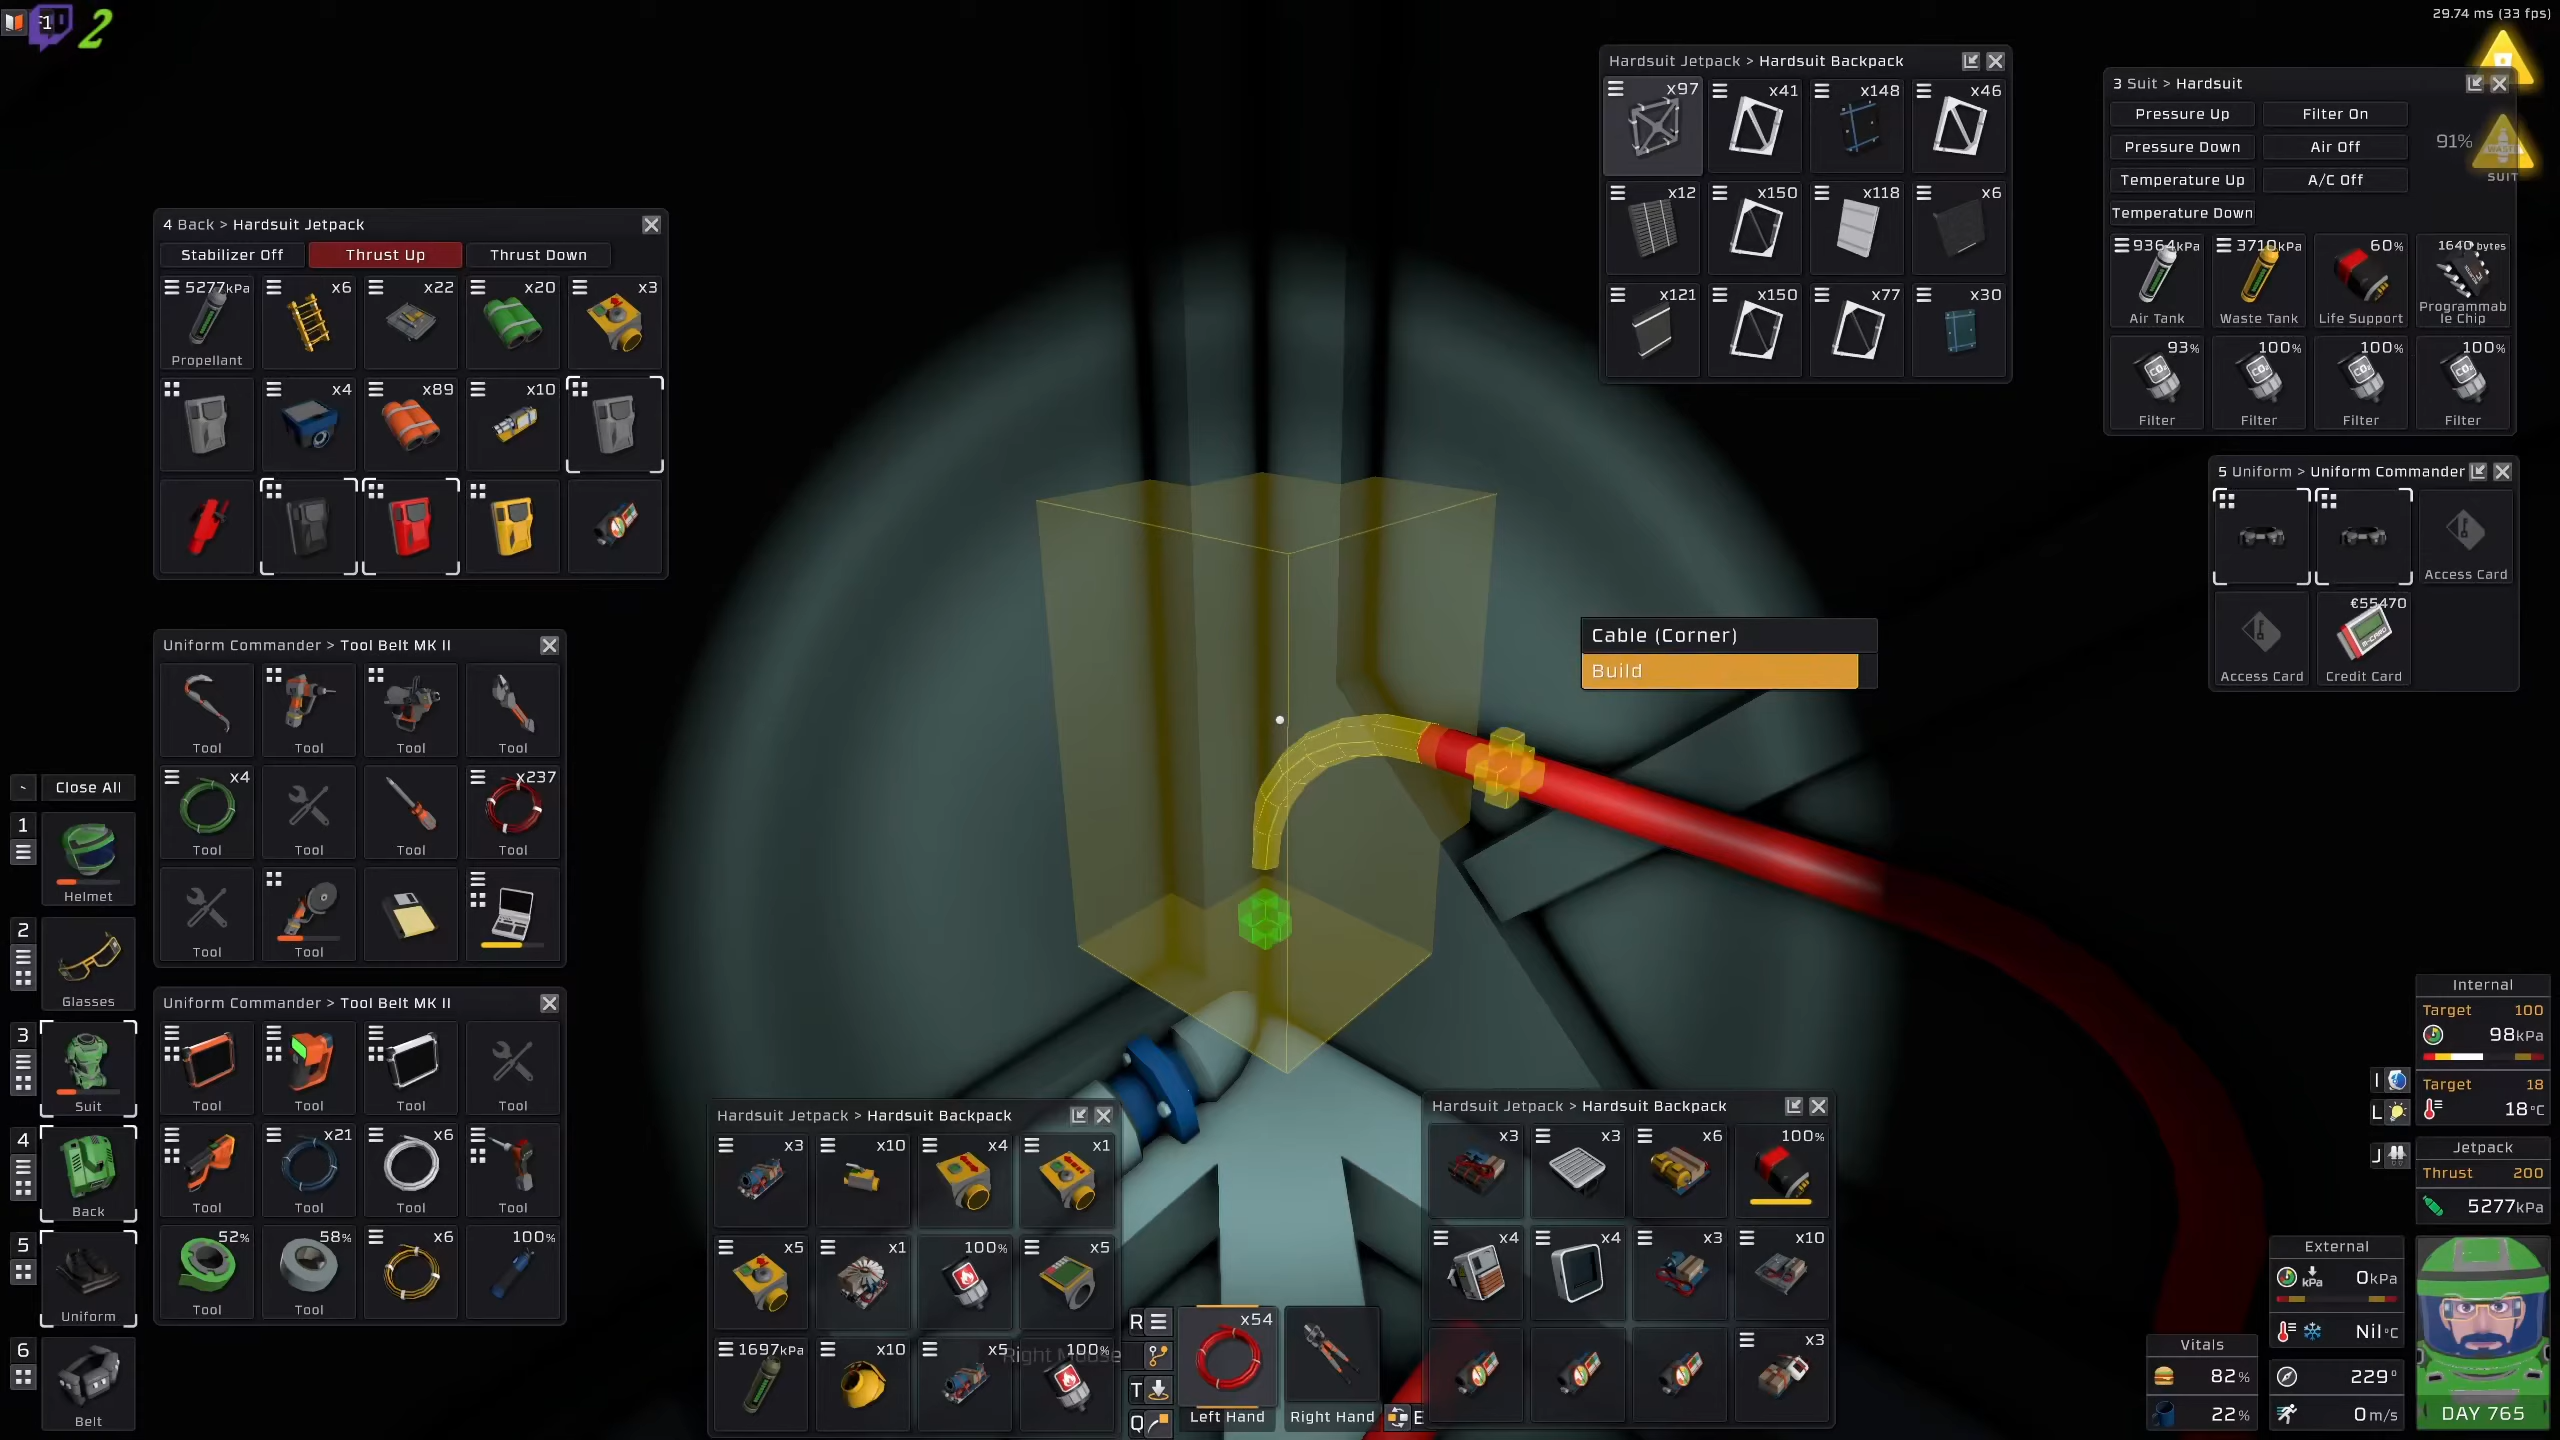 F1
2
29.74 ms (33 fps)
Hardsuit Jetpack > Hardsuit Backpack
x97
x41
x148
x46
x12
x150
x118
x6
x121
x150
x77
x30
3 Suit > Hardsuit
Pressure Up
Filter On
Pressure Down
Air Off
Temperature Up
A/C Off
Temperature Down
91%
WASTE
SUIT
9364kPa
Air Tank
3710kPa
Waste Tank
60%
Life Support
1640 bytes
Programmab
le Chip
93%
Filter
100%
Filter
100%
Filter
100%
Filter
4 Back > Hardsuit Jetpack
Stabilizer Off
Thrust Up
Thrust Down
5277kPa
Propellant
x6
x22
x20
x3
x4
x89
x10
5 Uniform > Uniform Commander
Access Card
Access Card
€55470
Credit Card
Cable (Corner)
Build
Uniform Commander > Tool Belt MK II
Tool
Tool
Tool
Tool
x4
Tool
Tool
Tool
x237
Tool
Tool
Tool
~
Close All
1
Helmet
2
Glasses
3
Suit
4
Back
5
Uniform
6
Belt
Uniform Commander > Tool Belt MK II
Tool
Tool
Tool
Tool
Tool
x21
Tool
x6
Tool
Tool
52%
Tool
58%
Tool
x6
Tool
100%
Hardsuit Jetpack > Hardsuit Backpack
x3
x10
x4
x1
x5
x1
100%
x5
1697kPa
x10
x5
100%
Right Mouse
R
T
Q
x54
Left Hand
Right Hand
E
Hardsuit Jetpack > Hardsuit Backpack
x3
x3
x6
100%
x4
x4
x3
x10
x3
Internal
Target 100
98kPa
Target 18
18°C
I
L
J
Jetpack
Thrust 200
5277kPa
External
kPa
0kPa
Nil°C
229°
0m/s
Vitals
82%
22%
DAY 765